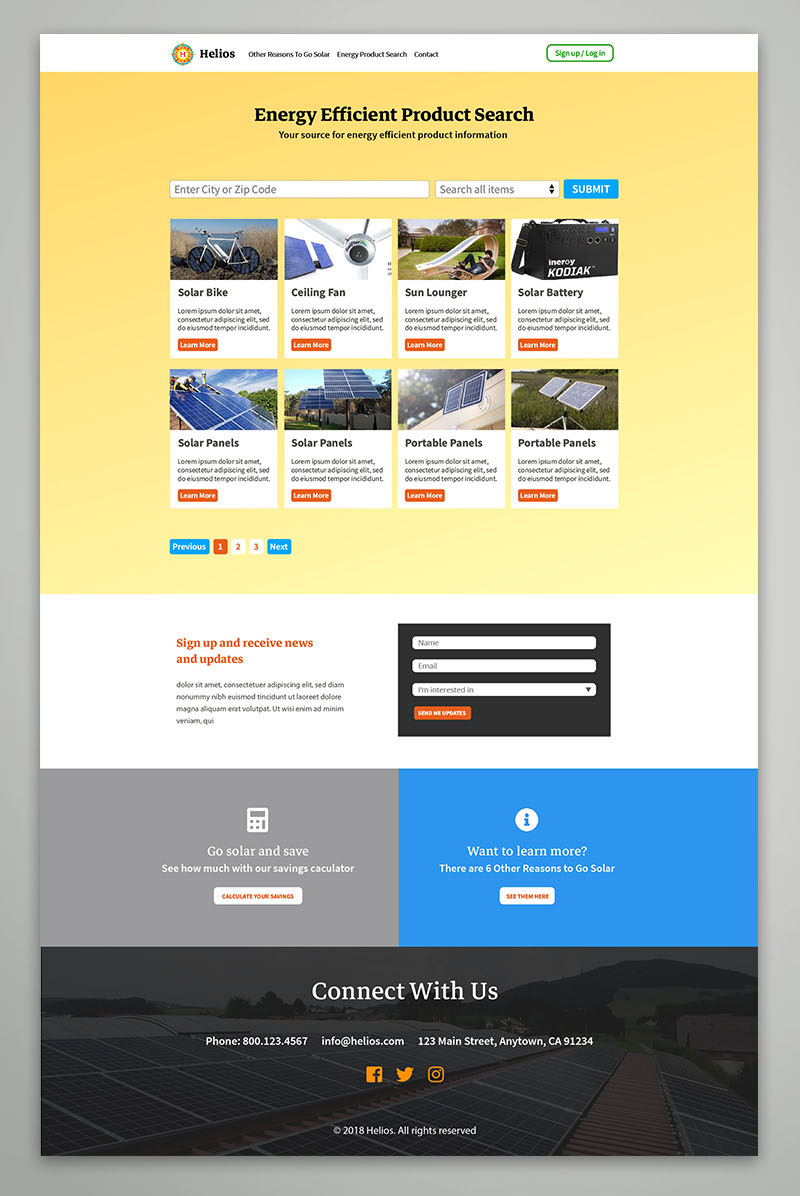 H
Helios
Other Reasons To Go Solar
Energy Product Search
Contact
Sign up / Log in
Energy Efficient Product Search
Your source for energy efficient product information
Enter City or Zip Code
Search all items
SUBMIT
Solar Bike
Lorem ipsum dolor sit amet,
consectetur adipiscing elit, sed
do eiusmod tempor incididunt.
Learn More
Ceiling Fan
Lorem ipsum dolor sit amet,
consectetur adipiscing elit, sed
do eiusmod tempor incididunt.
Learn More
Sun Lounger
Lorem ipsum dolor sit amet,
consectetur adipiscing elit, sed
do eiusmod tempor incididunt.
Learn More
inergy
KODIAK
Solar Battery
Lorem ipsum dolor sit amet,
consectetur adipiscing elit, sed
do eiusmod tempor incididunt.
Learn More
Solar Panels
Lorem ipsum dolor sit amet,
consectetur adipiscing elit, sed
do eiusmod tempor incididunt.
Learn More
Solar Panels
Lorem ipsum dolor sit amet,
consectetur adipiscing elit, sed
do eiusmod tempor incididunt.
Learn More
Portable Panels
Lorem ipsum dolor sit amet,
consectetur adipiscing elit, sed
do eiusmod tempor incididunt.
Learn More
Portable Panels
Lorem ipsum dolor sit amet,
consectetur adipiscing elit, sed
do eiusmod tempor incididunt.
Learn More
Previous 1 2 3 Next
Sign up and receive news
and updates
dolor sit amet, consectetuer adipiscing elit, sed diam
nonummy nibh euismod tincidunt ut laoreet dolore
magna aliquam erat volutpat. Ut wisi enim ad minim
veniam, qui
Name
Email
I'm interested in
SEND ME UPDATES
Go solar and save
See how much with our savings caculator
CALCULATE YOUR SAVINGS
Want to learn more?
There are 6 Other Reasons to Go Solar
SEE THEM HERE
Connect With Us
Phone: 800.123.4567
info@helios.com
123 Main Street, Anytown, CA 91234
© 2018 Helios. All rights reserved